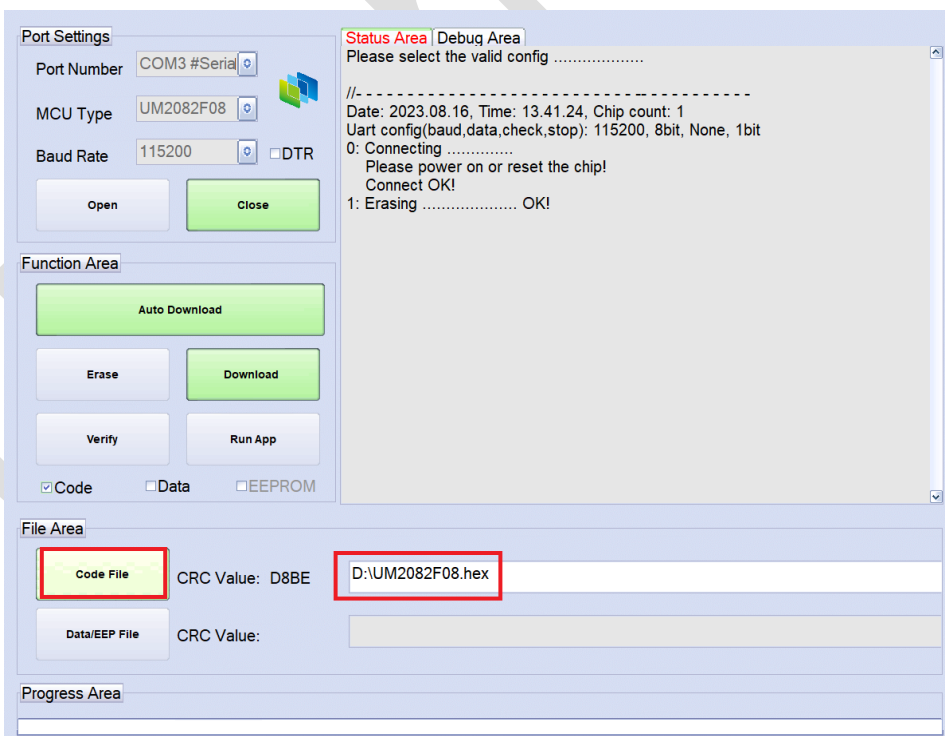 Port Settings
Port Number COM3 #Serial
MCU Type UM2082F08
Baud Rate 115200 DTR
Open Close
Function Area
Auto Download
Erase Download
Verify Run App
Code Data EEPROM
Status Area Debug Area
Please select the valid config ...................
//- - - - - - - - - - - - - - - - - - - - - - - - - - - - - - - - - - - - - -
Date: 2023.08.16, Time: 13.41.24, Chip count: 1
Uart config(baud,data,check,stop): 115200, 8bit, None, 1bit
0: Connecting ..............
Please power on or reset the chip!
Connect OK!
1: Erasing .................... OK!
File Area
Code File CRC Value: D8BE D:\UM2082F08.hex
Data/EEP File CRC Value:
Progress Area